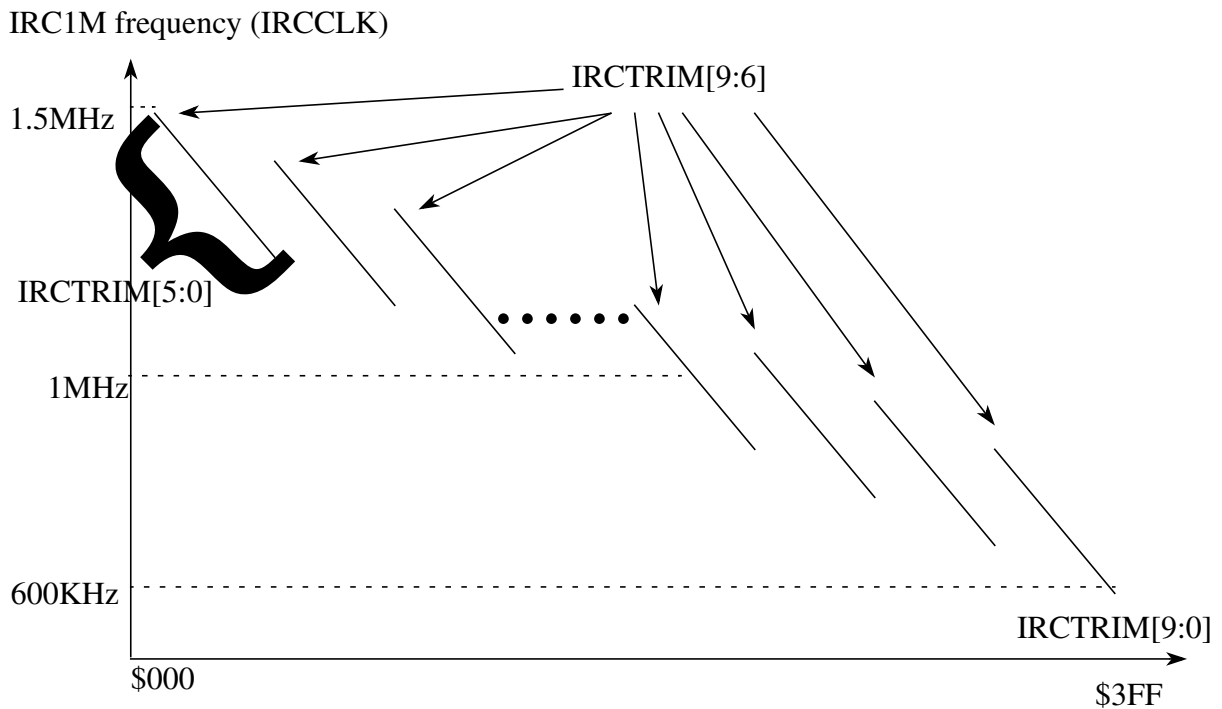 IRC1M frequency (IRCCLK)
IRCTRIM[9:6]
1.5MHz
IRCTRIM[5:0]
1MHz
600KHz
IRCTRIM[9:0]
$000
$3FF